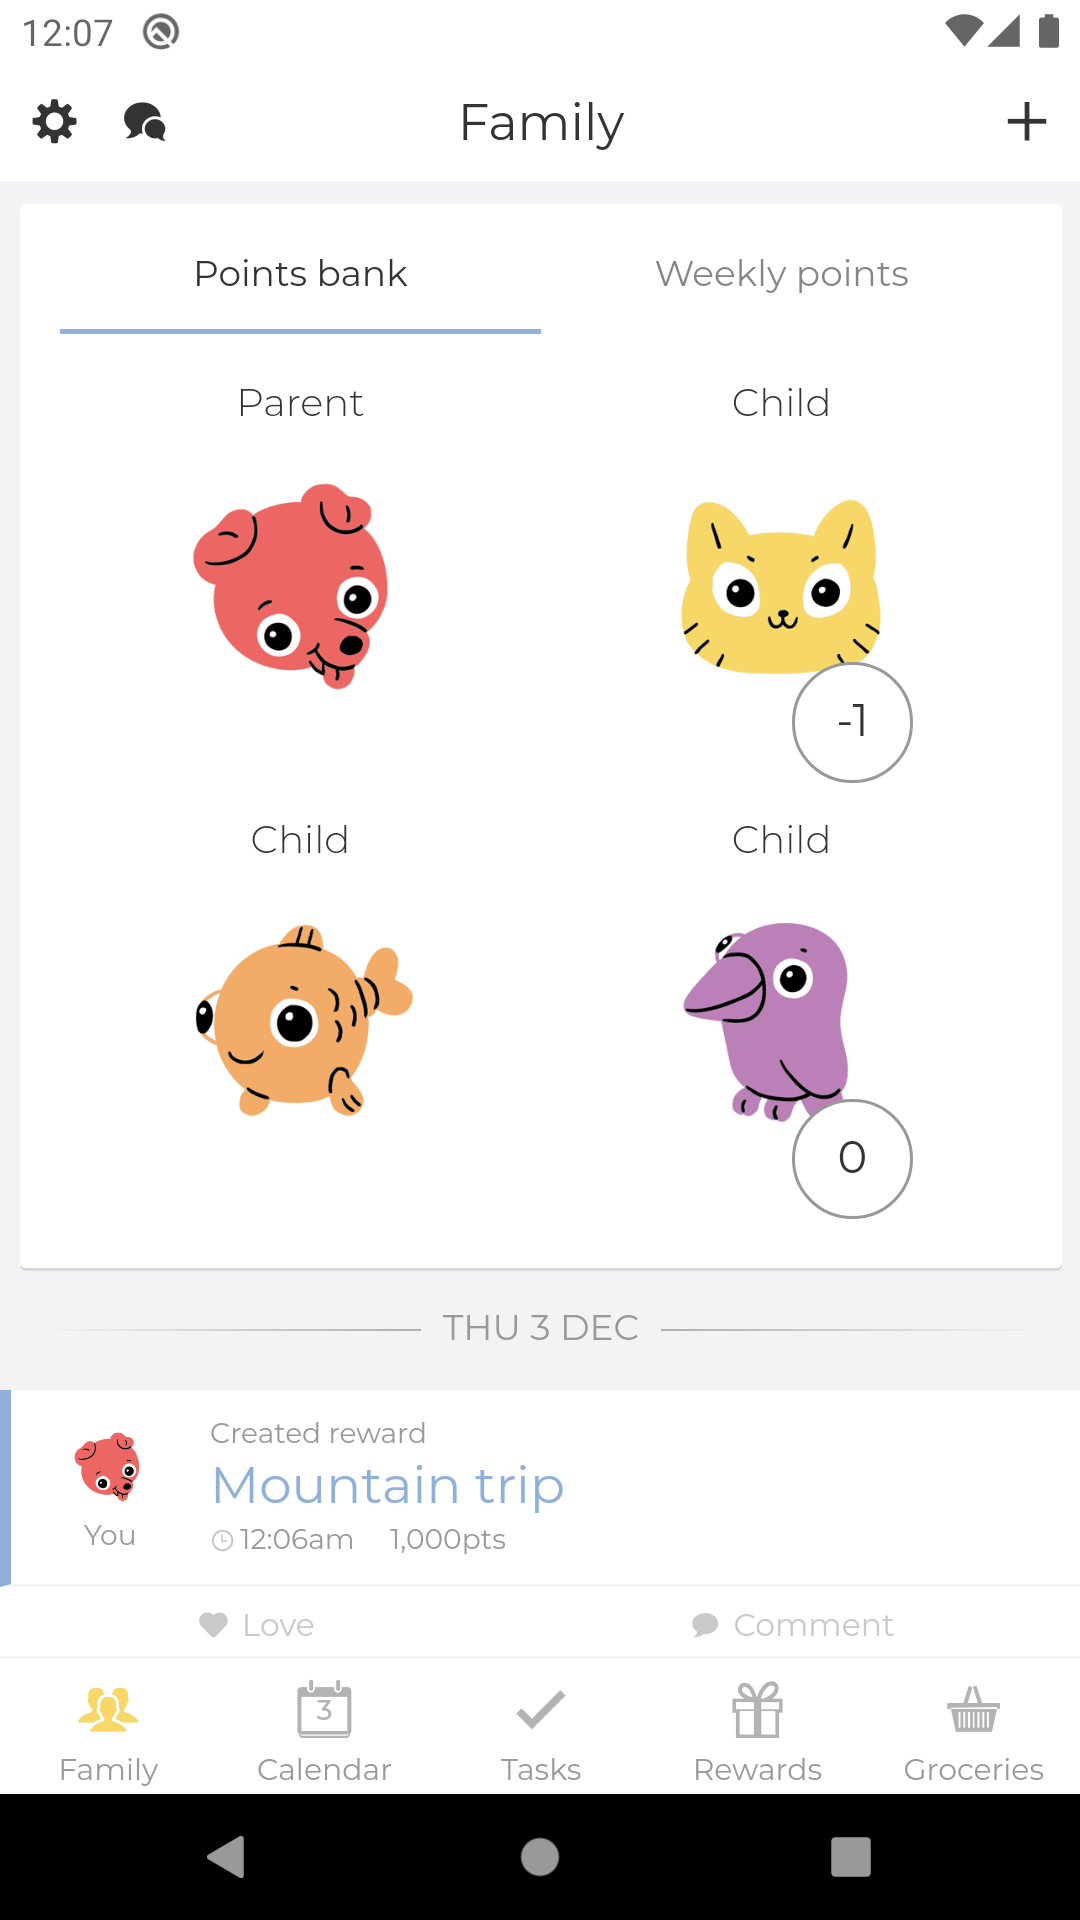 12:07
Family
Points bank Weekly points
Parent Child
-1
Child Child
0
THU 3 DEC
Created reward
Mountain trip
You 12:06am 1,000pts
Love Comment
3
Family Calendar Tasks Rewards Groceries